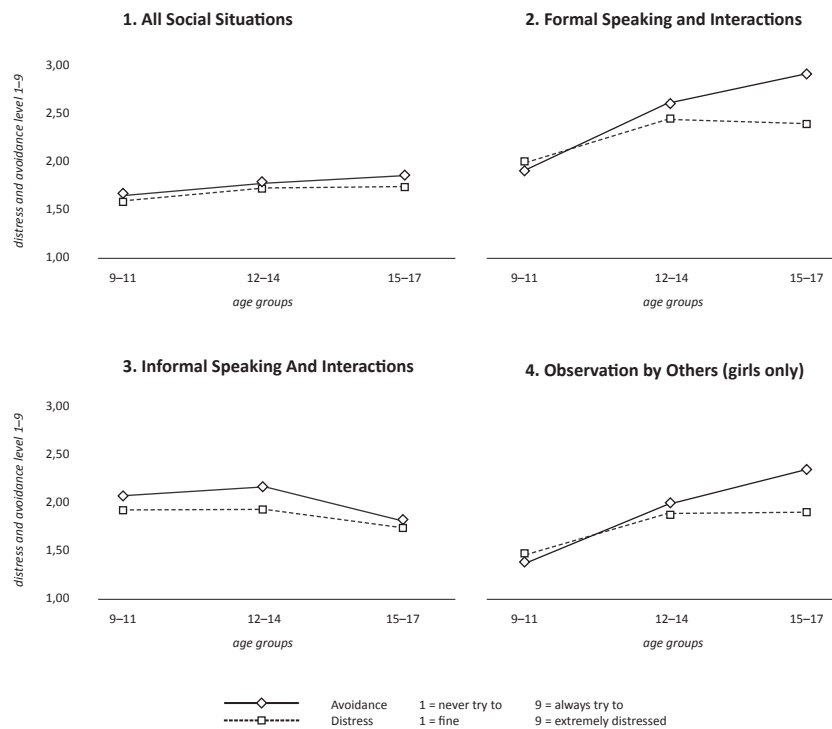 1. All Social Situations
2. Formal Speaking and Interactions
distress and avoidance level 1–9
3,00
2,50
2,00
1,50
1,00
9–11 12–14 15–17
age groups
9–11 12–14 15–17
age groups
3. Informal Speaking And Interactions
4. Observation by Others (girls only)
distress and avoidance level 1–9
3,00
2,50
2,00
1,50
1,00
9–11 12–14 15–17
age groups
9–11 12–14 15–17
age groups
Avoidance 1 = never try to 9 = always try to
Distress 1 = fine 9 = extremely distressed